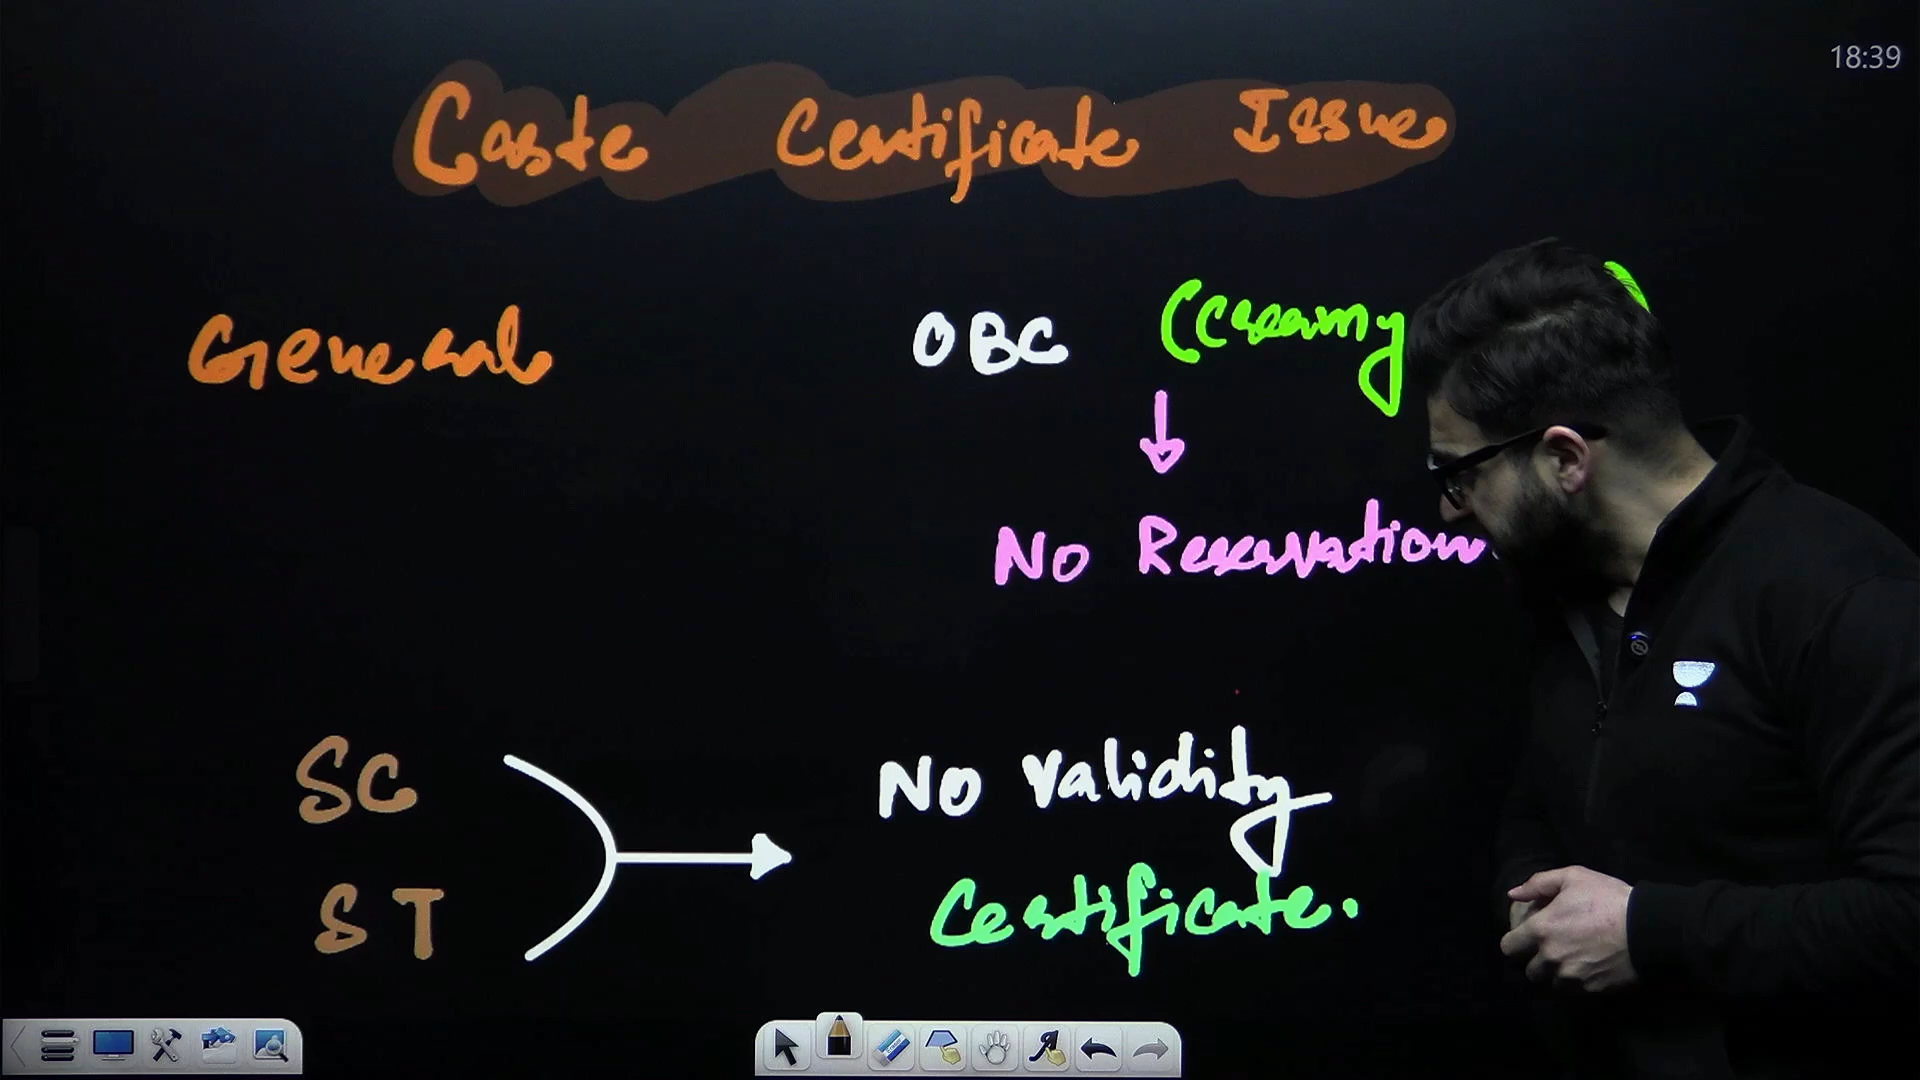 18:39
Caste Certificate Issue
General
OBC (Creamy
No Reservation
SC
ST
No Validity
Certificate.